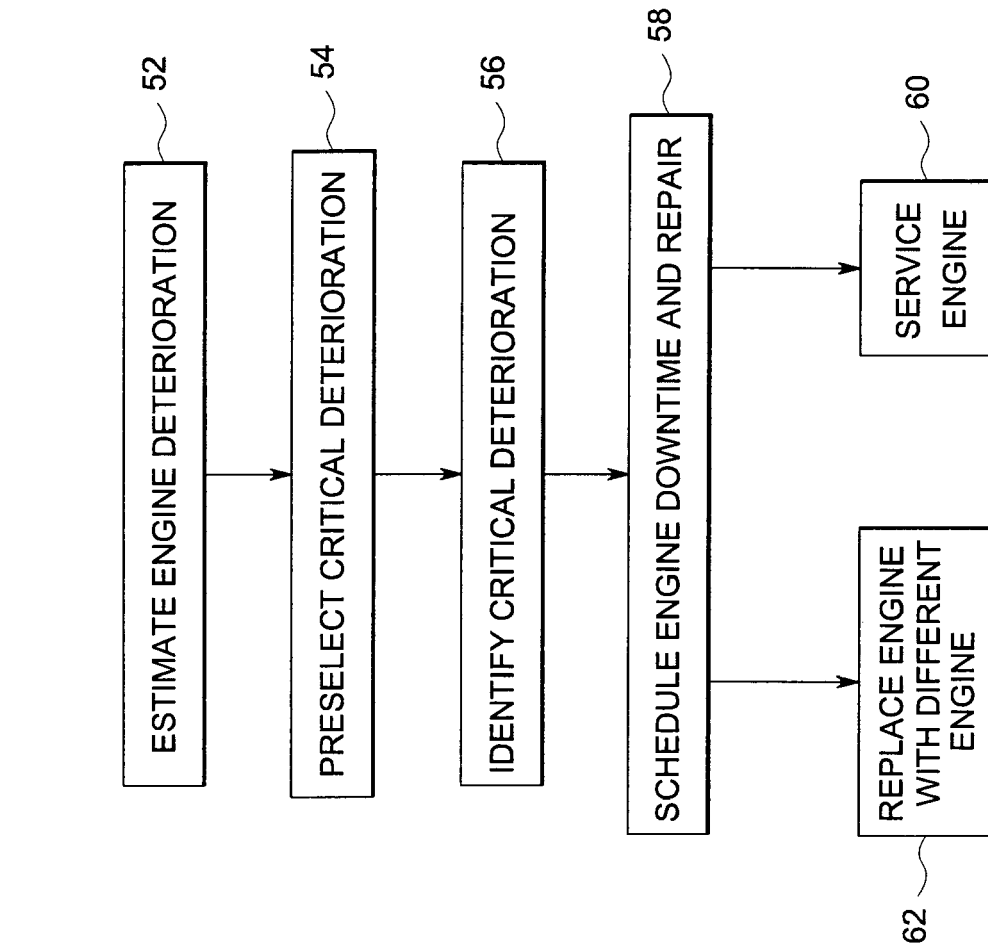 ESTIMATE ENGINE DETERIORATION
52
PRESELECT CRITICAL DETERIORATION
54
IDENTIFY CRITICAL DETERIORATION
56
SCHEDULE ENGINE DOWNTIME AND REPAIR
58
REPLACE ENGINE
WITH DIFFERENT
ENGINE
62
SERVICE
ENGINE
60